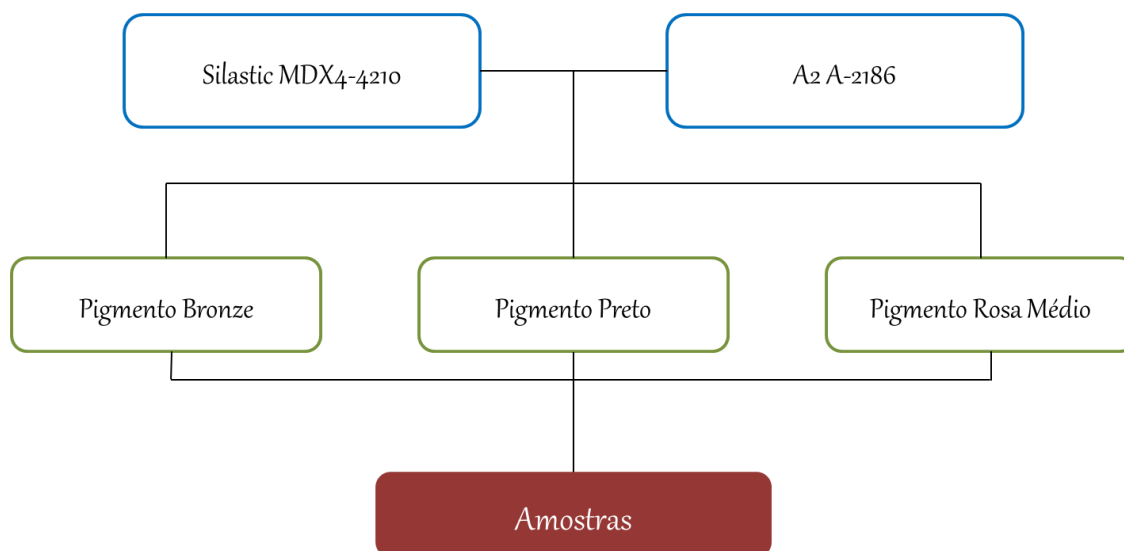 Silastic MDX4-4210
A2 A-2186
Pigmento Bronze
Pigmento Preto
Pigmento Rosa Médio
Amostras